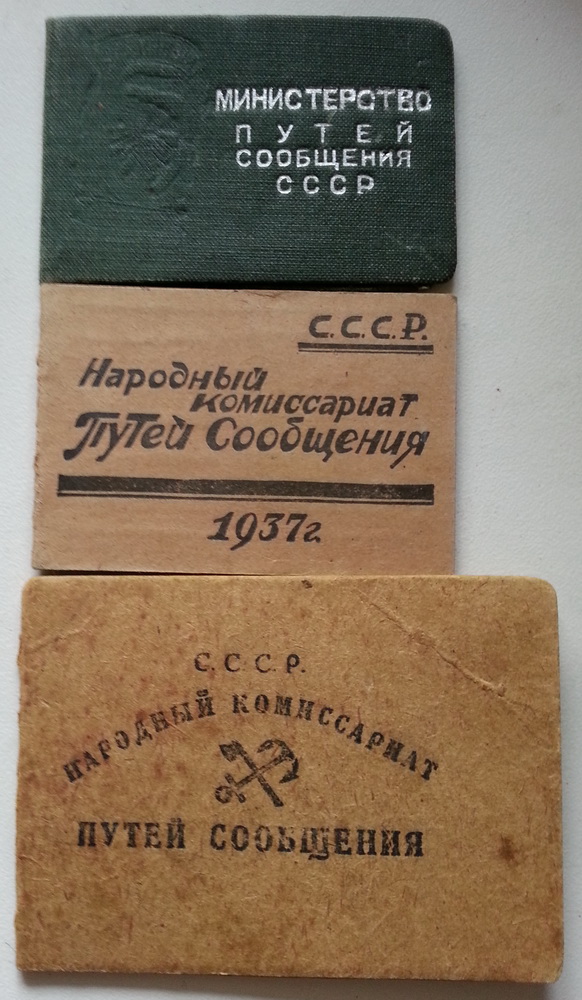 МИНИСТЕРСТВО
ПУТЕЙ
СООБЩЕНИЯ
СССР
С.С.С.Р.
Народный
комиссариат
Путей Сообщения
1937г.
С.С.С.Р.
НАРОДНЫЙ КОМИССАРИАТ
ПУТЕЙ СООБЩЕНИЯ